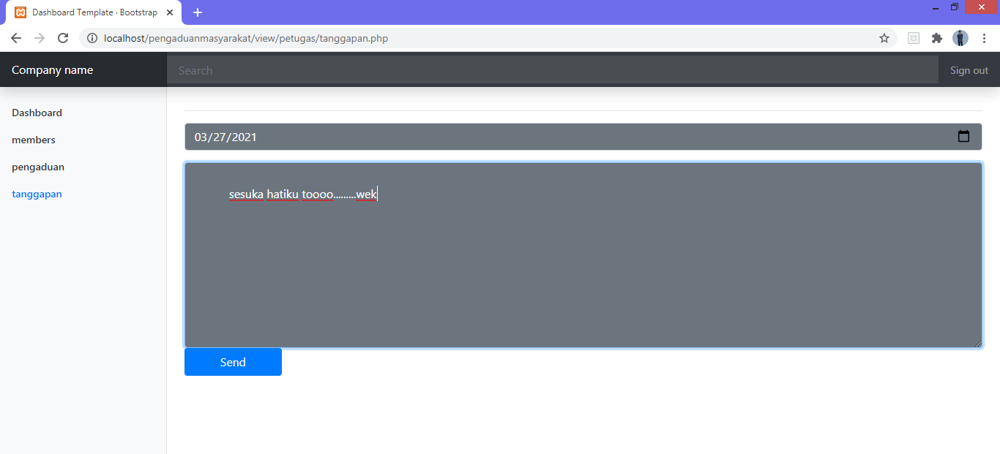 Dashboard Template · Bootstrap
localhost/pengaduanmasyarakat/view/petugas/tanggapan.php
Company name
Search
Sign out
Dashboard
members
pengaduan
tanggapan
03/27/2021
sesuka hatiku toooo.........wek
Send